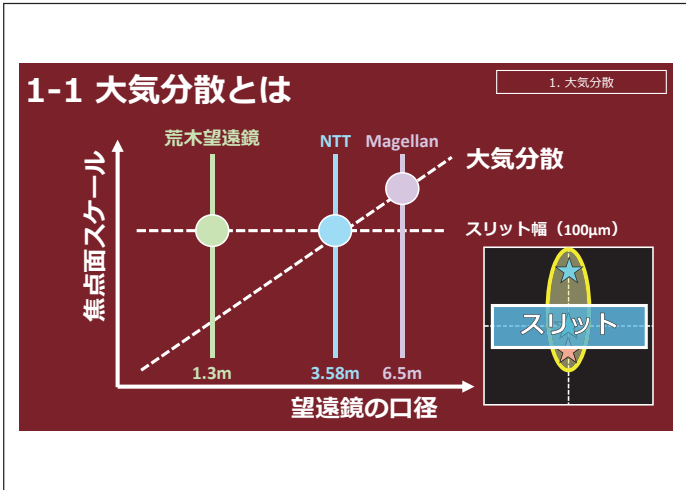 1-1 大気分散とは
1. 大気分散
荒木望遠鏡
NTT
Magellan
大気分散
焦点面スケール
スリット幅（100μm）
スリット
1.3m
3.58m
6.5m
望遠鏡の口径